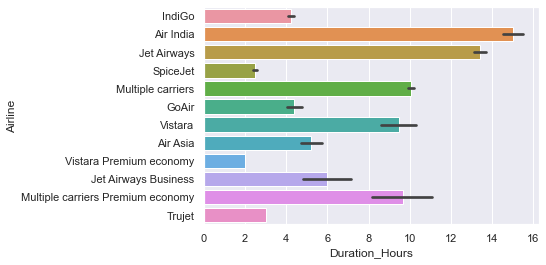 IndiGo
Air India
Jet Airways
SpiceJet
Multiple carriers
GoAir
Vistara
Air Asia
Vistara Premium economy
Jet Airways Business
Multiple carriers Premium economy
Trujet
Airline
0 2 4 6 8 10 12 14 16
Duration_Hours